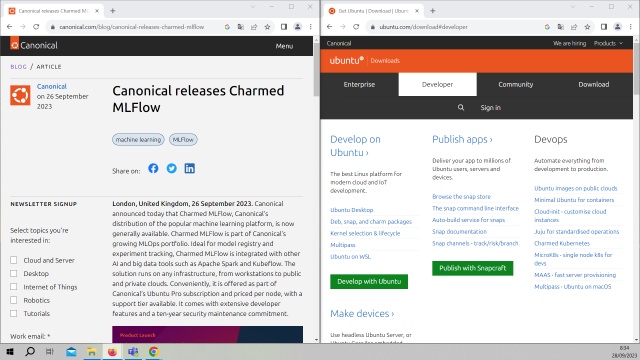 Canonical releases Charmed M
canonical.com/blog/canonical-releases-charmed-mlflow
Canonical
Menu
BLOG / ARTICLE
Canonical
on 26 September
2023
Canonical releases Charmed
MLFlow
machine learning
MLFlow
Share on:
NEWSLETTER SIGNUP
Select topics you're
interested in:
Cloud and Server
Desktop
Internet of Things
Robotics
Tutorials
Work email: *
London, United Kingdom, 26 September 2023. Canonical
announced today that Charmed MLFlow, Canonical's
distribution of the popular machine learning platform, is now
generally available. Charmed MLFlow is part of Canonical's
growing MLOps portfolio. Ideal for model registry and
experiment tracking, Charmed MLFlow is integrated with other
AI and big data tools such as Apache Spark and Kubeflow. The
solution runs on any infrastructure, from workstations to public
and private clouds. Conveniently, it is offered as part of
Canonical's Ubuntu Pro subscription and priced per node, with a
support tier available. It comes with extensive developer
features and a ten-year security maintenance commitment.
Product Launch
Get Ubuntu | Download | Ubuntu
ubuntu.com/download#developer
Canonical
We are hiring
Products
ubuntu
Downloads
Enterprise
Developer
Community
Download
Sign in
Develop on
Ubuntu ›
The best Linux platform for
modern cloud and IoT
development.
Ubuntu Desktop
Deb, snap, and charm packages
Kernel selection & lifecycle
Multipass
Ubuntu on WSL
Develop with Ubuntu
Make devices ›
Use headless Ubuntu Server, or
Publish apps ›
Deliver your app to millions of
Ubuntu users, servers and
devices.
Browse the snap store
The snap command line interface
Auto-build service for snaps
Snap documentation
Snap channels - track/risk/branch
Publish with Snapcraft
Devops
Automate everything from
development to production.
Ubuntu images on public clouds
Minimal Ubuntu for containers
Cloud-init - customise cloud
instances
Juju for standardised operations
Charmed Kubernetes
MicroK8s - single node k8s for
devs
MAAS - fast server provisioning
Multipass - Ubuntu on macOS
8:34
28/09/2023